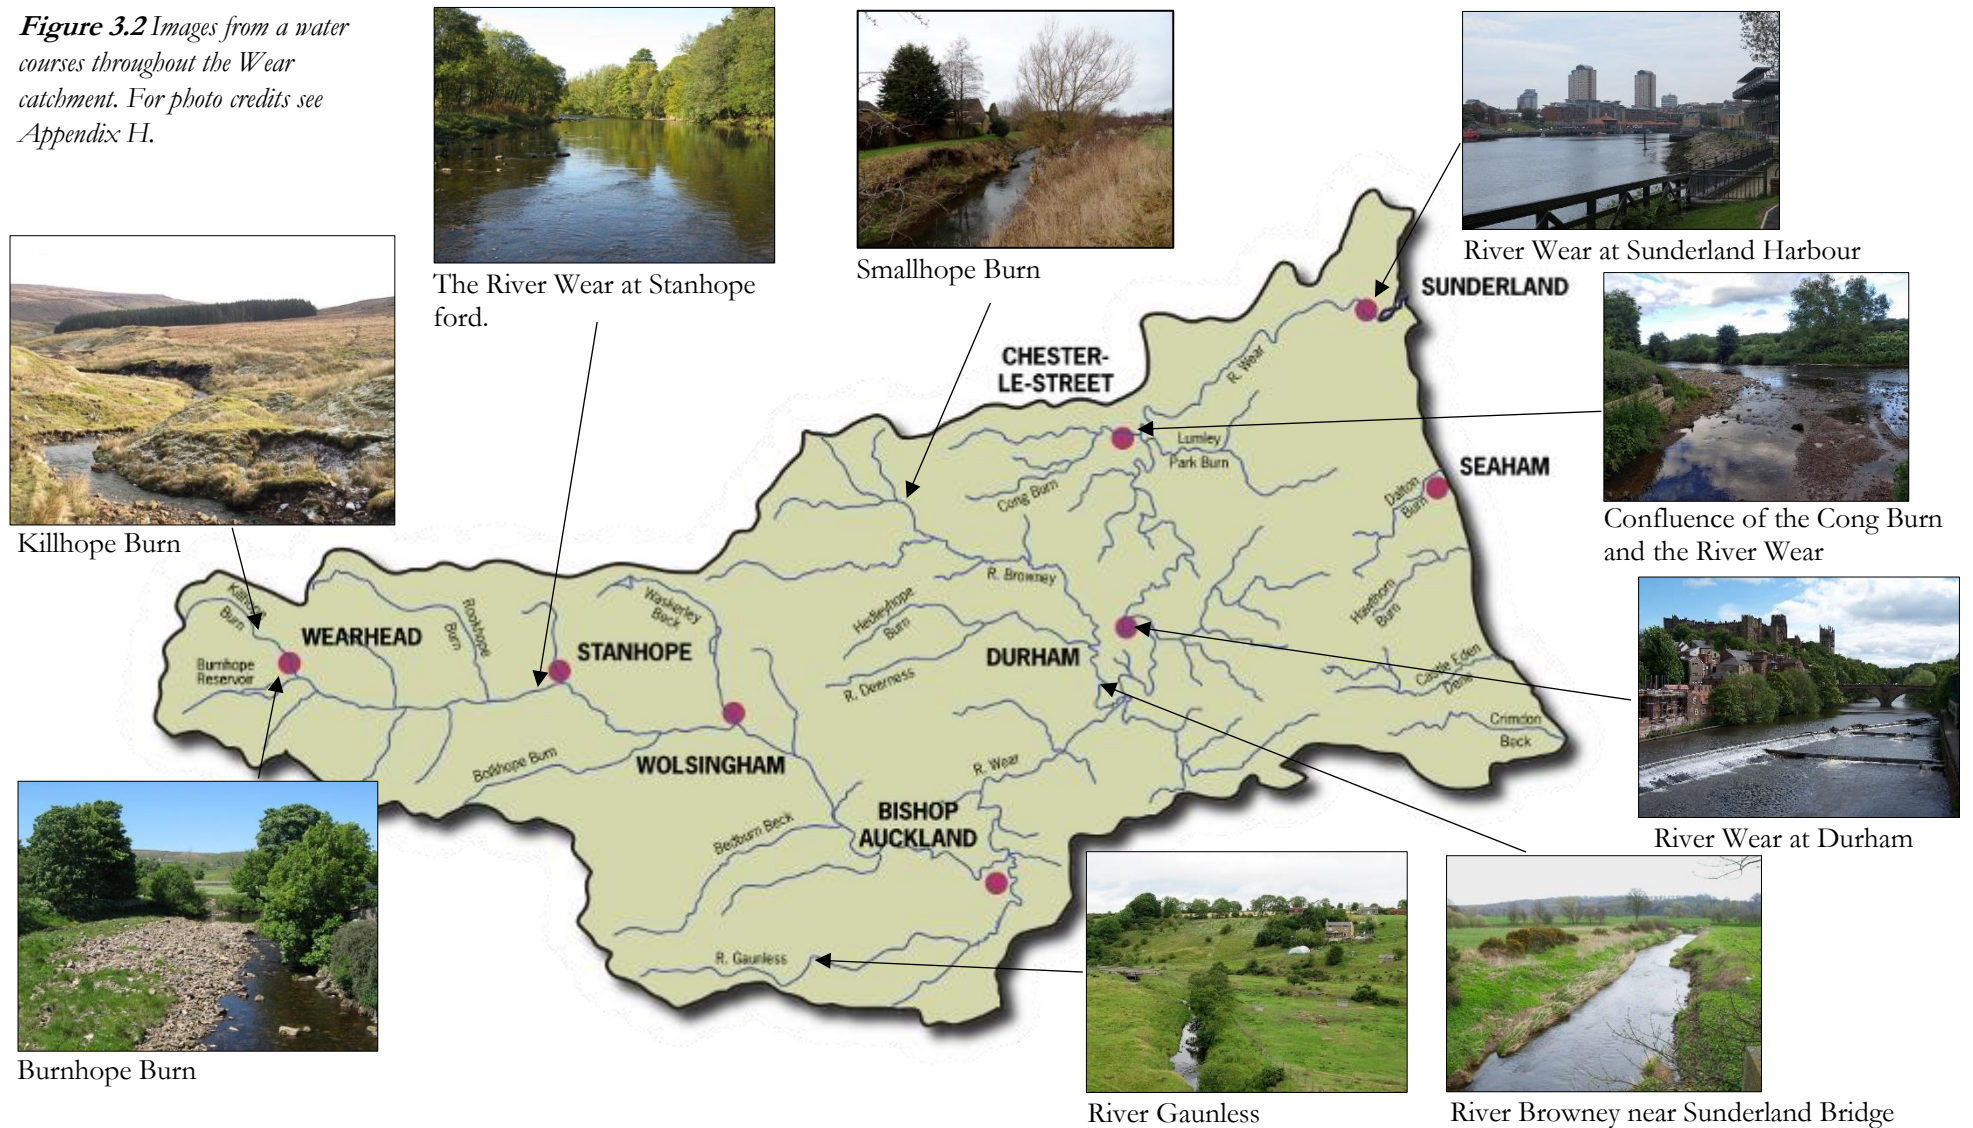 Figure 3.2 Images from a water
courses throughout the Wear
catchment. For photo credits see
Appendix H.
The River Wear at Stanhope
ford.
Smallhope Burn
River Wear at Sunderland Harbour
Killhope Burn
Confluence of the Cong Burn
and the River Wear
River Wear at Durham
Burnhope Burn
River Gaunless
River Browney near Sunderland Bridge
SUNDERLAND
CHESTER-
LE-STREET
R. Wear
Lumley
Park Burn
Cong Burn
SEAHAM
Dalton
Burn
R. Browney
Hawthorn
Burn
Killhope
Burn
WEARHEAD
Rookhope
Burn
Waskerley
Beck
Hedleyhope
Burn
STANHOPE
DURHAM
Burnhope
Reservoir
R. Deerness
Castle Eden
Dene
Crimdon
Beck
Bolkhope Burn
WOLSINGHAM
R. Wear
BISHOP
AUCKLAND
Bedburn Beck
R. Gaunless